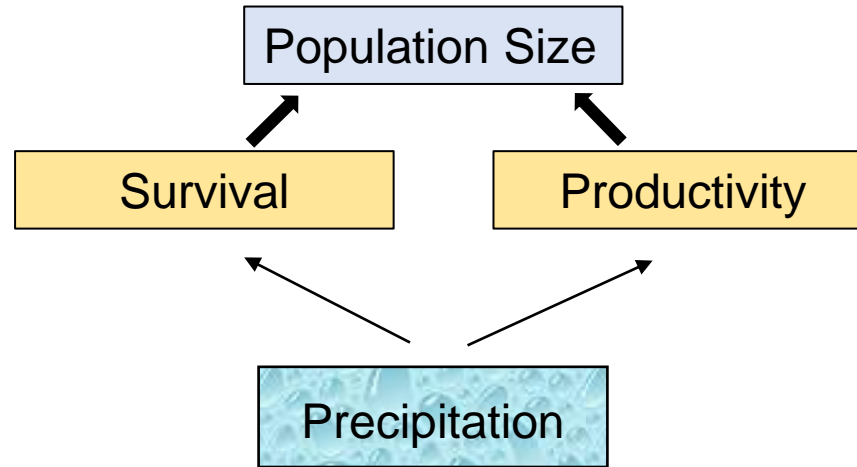 Population Size
Survival
Productivity
Precipitation